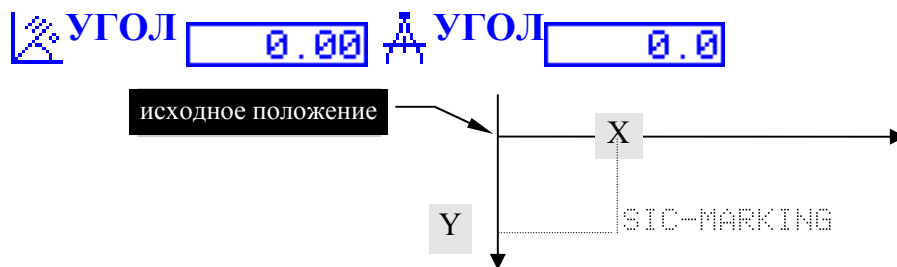 УГОЛ 0.00 УГОЛ 0.0
исходное положение
X
Y
SIC-MARKING